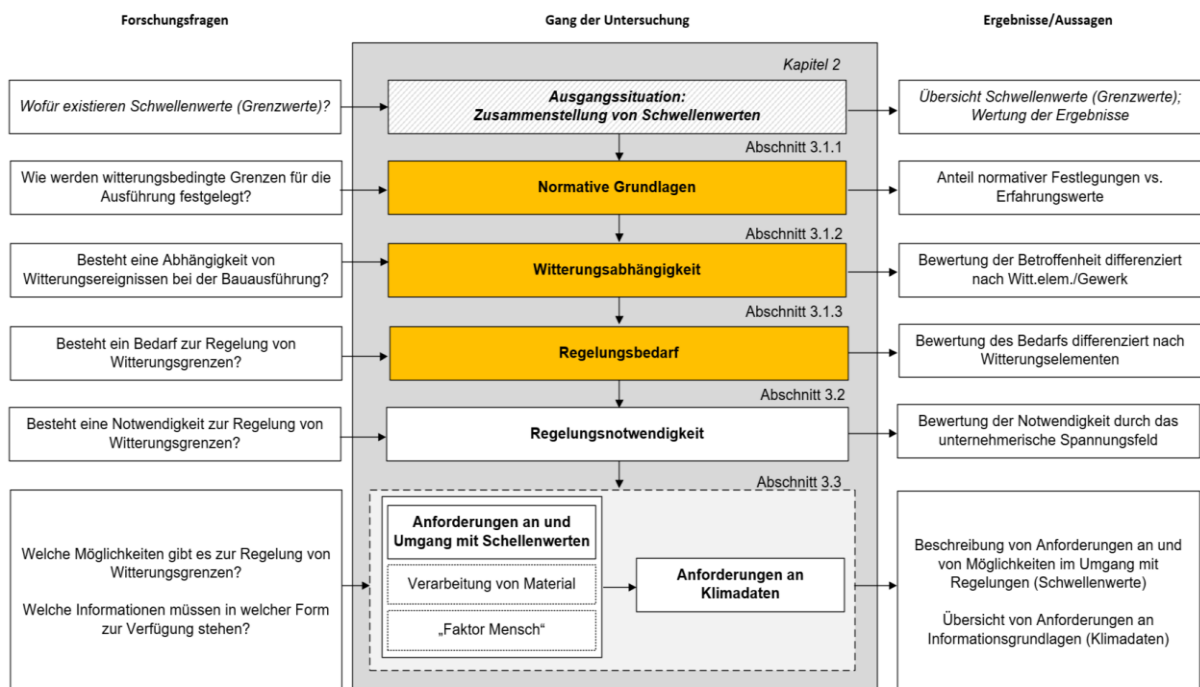 Forschungsfragen
Gang der Untersuchung
Ergebnisse/Aussagen
Kapitel 2
Wofür existieren Schwellenwerte (Grenzwerte)?
Ausgangssituation:
Zusammenstellung von Schwellenwerten
Übersicht Schwellenwerte (Grenzwerte);
Wertung der Ergebnisse
Abschnitt 3.1.1
Wie werden witterungsbedingte Grenzen für die
Ausführung festgelegt?
Normative Grundlagen
Anteil normativer Festlegungen vs.
Erfahrungswerte
Abschnitt 3.1.2
Besteht eine Abhängigkeit von
Witterungsereignissen bei der Bauausführung?
Witterungsabhängigkeit
Bewertung der Betroffenheit differenziert
nach Witt.elem./Gewerk
Abschnitt 3.1.3
Besteht ein Bedarf zur Regelung von
Witterungsgrenzen?
Regelungsbedarf
Bewertung des Bedarfs differenziert nach
Witterungselementen
Abschnitt 3.2
Besteht eine Notwendigkeit zur Regelung von
Witterungsgrenzen?
Regelungsnotwendigkeit
Bewertung der Notwendigkeit durch das
unternehmerische Spannungsfeld
Abschnitt 3.3
Welche Möglichkeiten gibt es zur Regelung von
Witterungsgrenzen?
Welche Informationen müssen in welcher Form
zur Verfügung stehen?
Anforderungen an und
Umgang mit Schellenwerten
Verarbeitung von Material
„Faktor Mensch“
Anforderungen an
Klimadaten
Beschreibung von Anforderungen an und
von Möglichkeiten im Umgang mit
Regelungen (Schwellenwerte)
Übersicht von Anforderungen an
Informationsgrundlagen (Klimadaten)